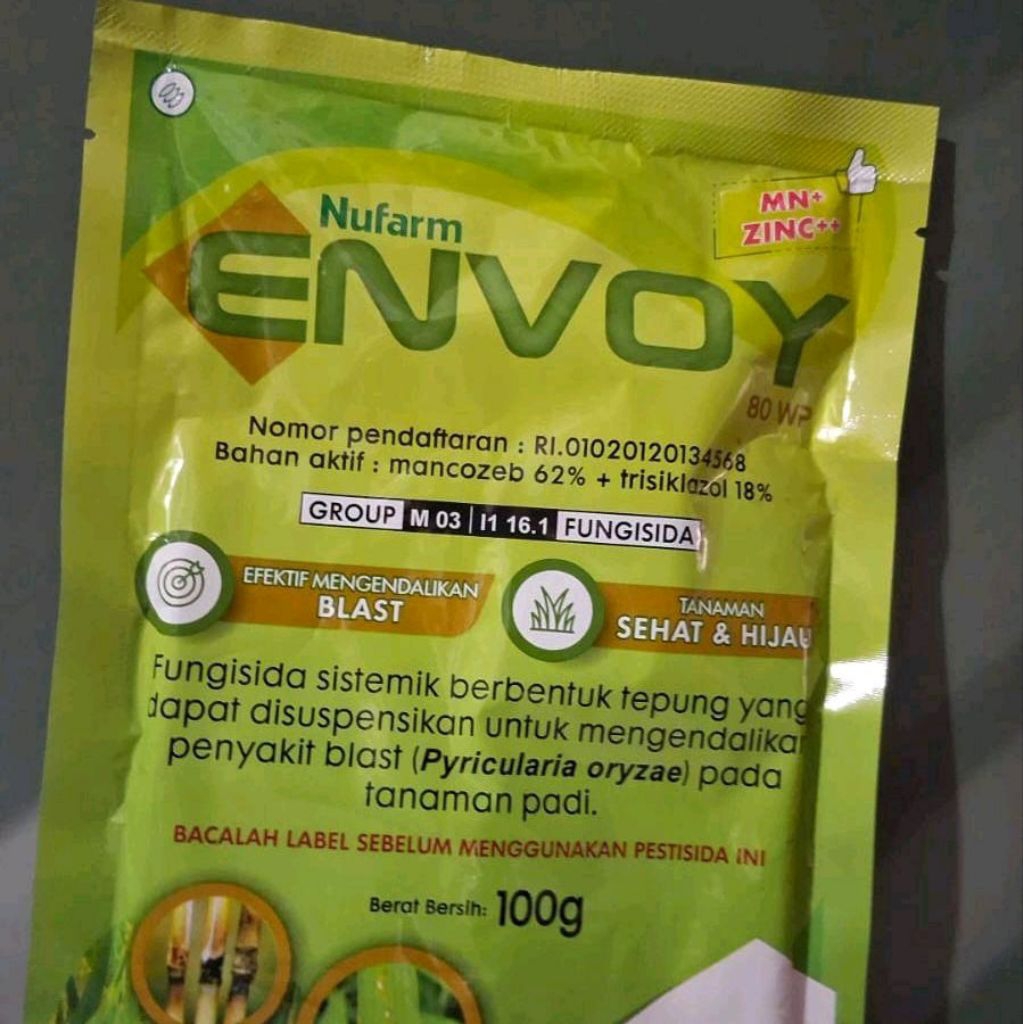 Nufarm
MN+
ZINC++
ENVOY
80 WP
Nomor pendaftaran : RI.01020120134568
Bahan aktif : mancozeb 62% + trisiklazol 18%
GROUP M 03 | I1 16.1 FUNGISIDA
EFEKTIF MENGENDALIKAN
BLAST
TANAMAN
SEHAT & HIJAU
Fungisida sistemik berbentuk tepung yang
dapat disuspensikan untuk mengendalikan
penyakit blast (Pyricularia oryzae) pada
tanaman padi.
BACALAH LABEL SEBELUM MENGGUNAKAN PESTISIDA INI
Berat Bersih: 100g